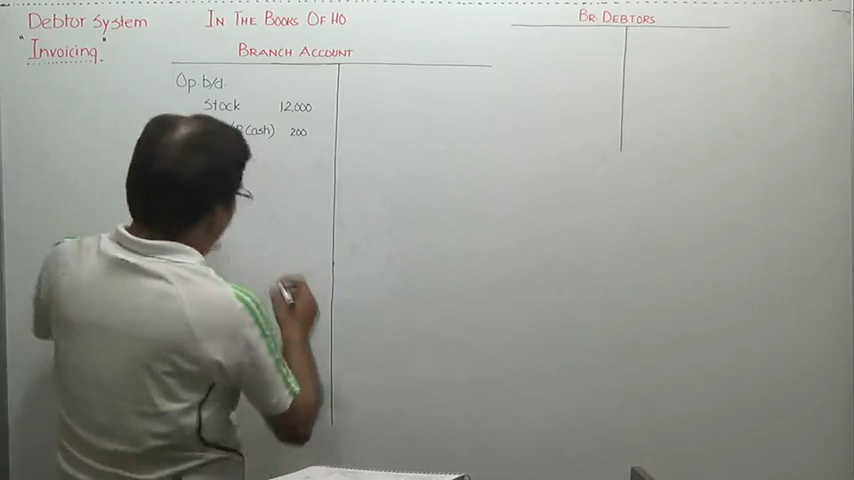 Debtor System
"Invoicing"
IN THE BOOKS OF HO
BRANCH ACCOUNT
Op. b/d.
Stock 12,000
Cash) 200
BR DEBTORS